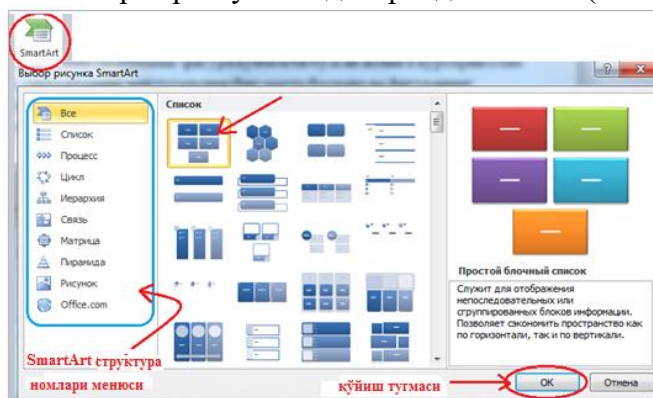 SmartArt
Выбор рисунка SmartArt
Все
Список
Процесс
Цикл
Иерархия
Связь
Матрица
Пирамида
Рисунок
Office.com
Список
Простой блочный список
Служит для отображения
непоследовательных или
сгруппированных блоков информации.
Позволяет сэкономить пространство как
по горизонтали, так и по вертикали.
SmartArt структура
номлари менюси
қўйиш тугмаси
ОК
Отмена